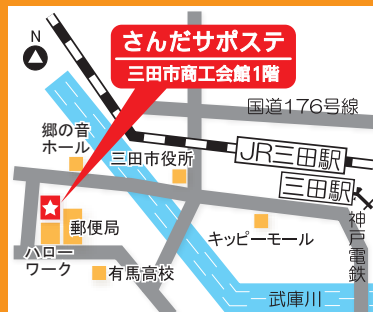 N
さんだサポステ
三田市商工会館1階
国道176号線
郷の音
ホール
三田市役所
JR三田駅
三田駅
郵便局
キッピーモール
神戸電鉄
ハロー
ワーク
有馬高校
武庫川